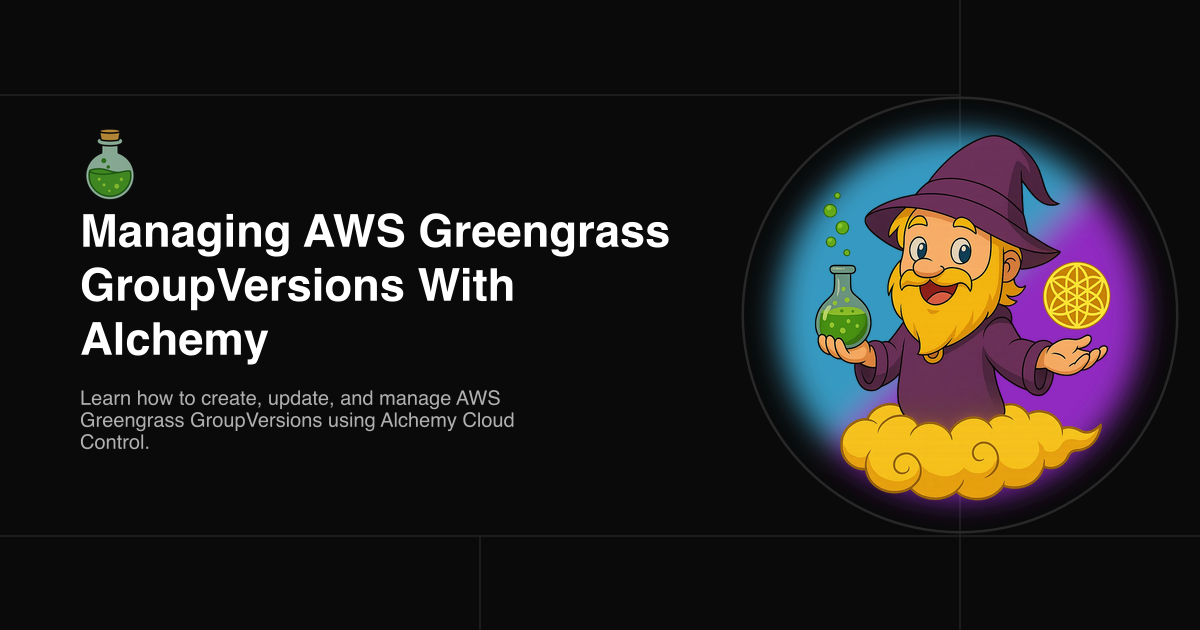 Managing AWS Greengrass
GroupVersions With
Alchemy
Learn how to create, update, and manage AWS
Greengrass GroupVersions using Alchemy Cloud
Control.